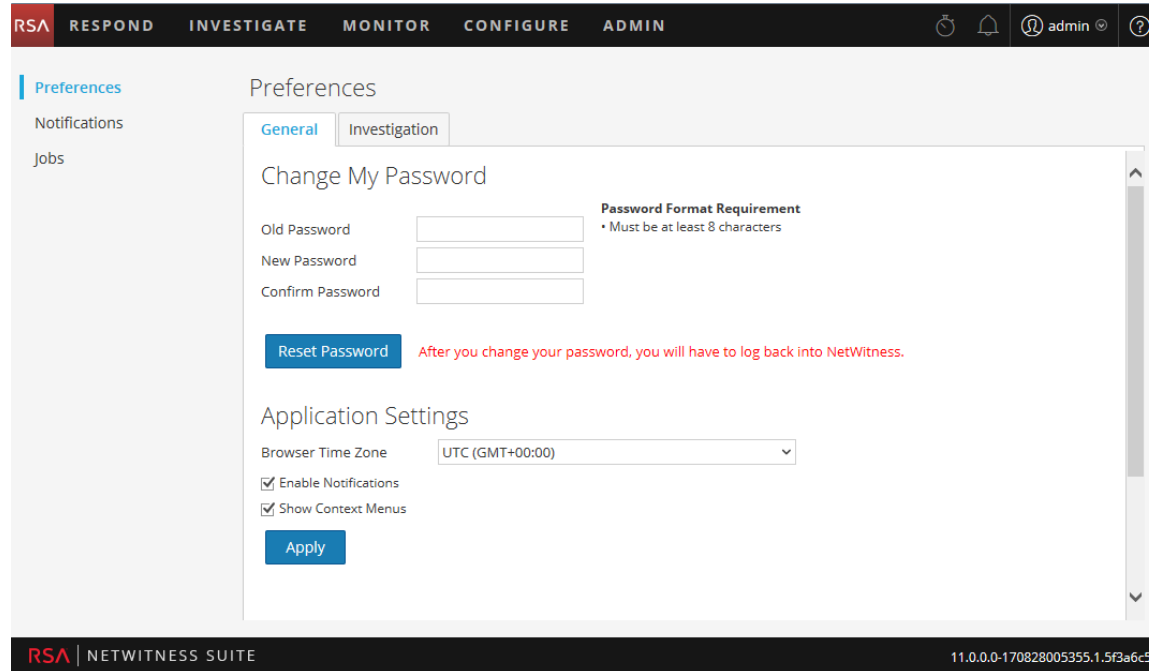 RSA RESPOND INVESTIGATE MONITOR CONFIGURE ADMIN admin ?
Preferences
Notifications
Jobs
Preferences
General Investigation
Change My Password
Password Format Requirement
• Must be at least 8 characters
Old Password
New Password
Confirm Password
Reset Password After you change your password, you will have to log back into NetWitness.
Application Settings
Browser Time Zone UTC (GMT+00:00)
Enable Notifications
Show Context Menus
Apply
RSA NETWITNESS SUITE 11.0.0.0-170828005355.1.5f3a6c5